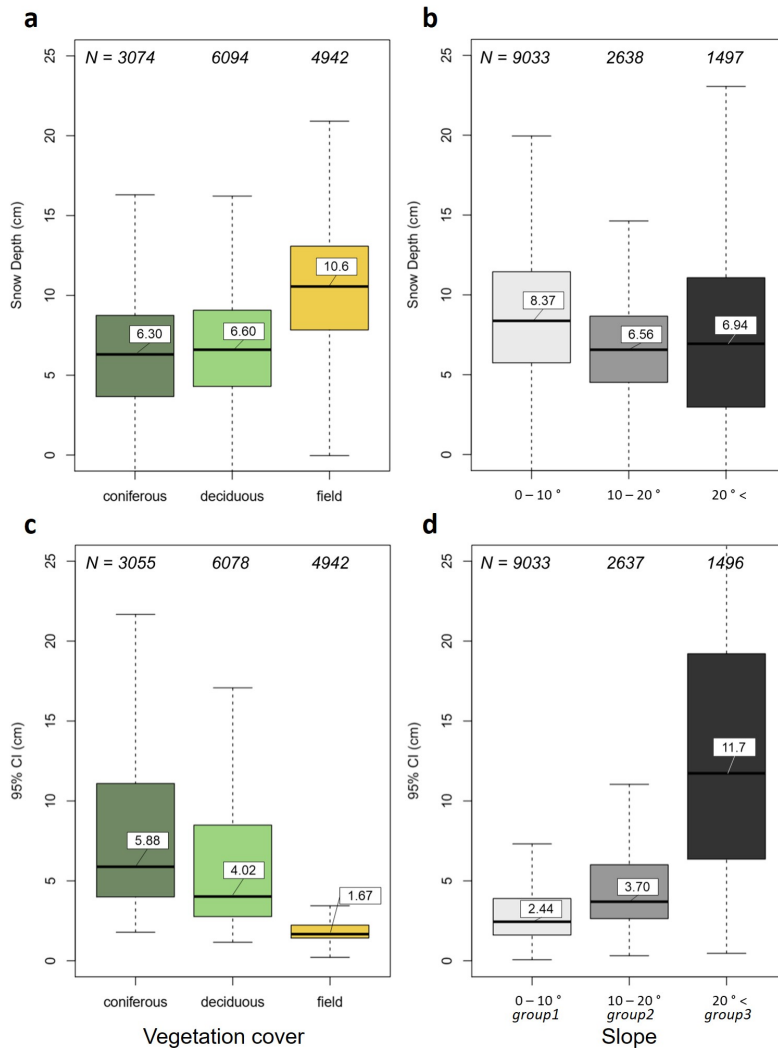 a
N = 3074 6094 4942
25
20
15
10
5
0
Snow Depth (cm)
6.30
6.60
10.6
coniferous deciduous field
b
N = 9033 2638 1497
25
20
15
10
5
0
Snow Depth (cm)
8.37
6.56
6.94
0 – 10 ° 10 – 20 ° 20 ° <
c
N = 3055 6078 4942
25
20
15
10
5
0
95% CI (cm)
5.88
4.02
1.67
coniferous deciduous field
Vegetation cover
d
N = 9033 2637 1496
25
20
15
10
5
0
95% CI (cm)
2.44
3.70
11.7
0 – 10 ° 10 – 20 ° 20 ° <
group1 group2 group3
Slope